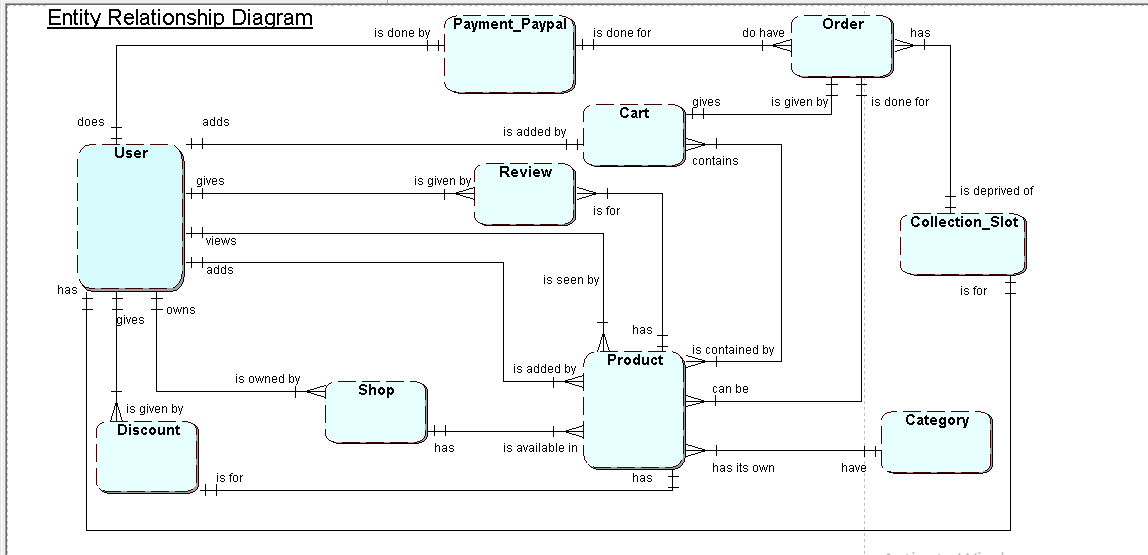 Entity Relationship Diagram
Payment_Paypal
Order
is done by
is done for
do have
has
gives
is given by
is done for
Cart
does
adds
is added by
contains
User
Review
gives
is given by
is for
is deprived of
Collection_Slot
views
adds
is seen by
has
is for
owns
gives
has
is contained by
Product
is added by
can be
is owned by
Shop
is given by
Discount
Category
has
is available in
has its own
have
is for
has